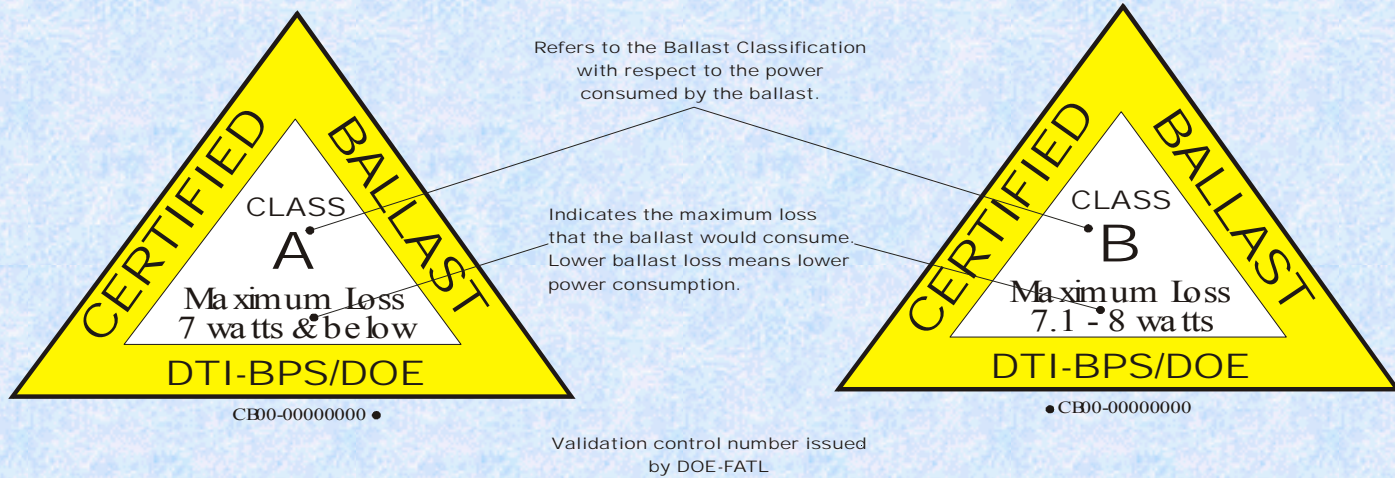 CERTIFIED
BALLAST
CLASS
A
Maximum Loss
7 watts & below
DTI-BPS/DOE
CB00-00000000
Refers to the Ballast Classification
with respect to the power
consumed by the ballast.
Indicates the maximum loss
that the ballast would consume.
Lower ballast loss means lower
power consumption.
CERTIFIED
BALLAST
CLASS
B
Maximum Loss
7.1 - 8 watts
DTI-BPS/DOE
CB00-00000000
Validation control number issued
by DOE-FATL